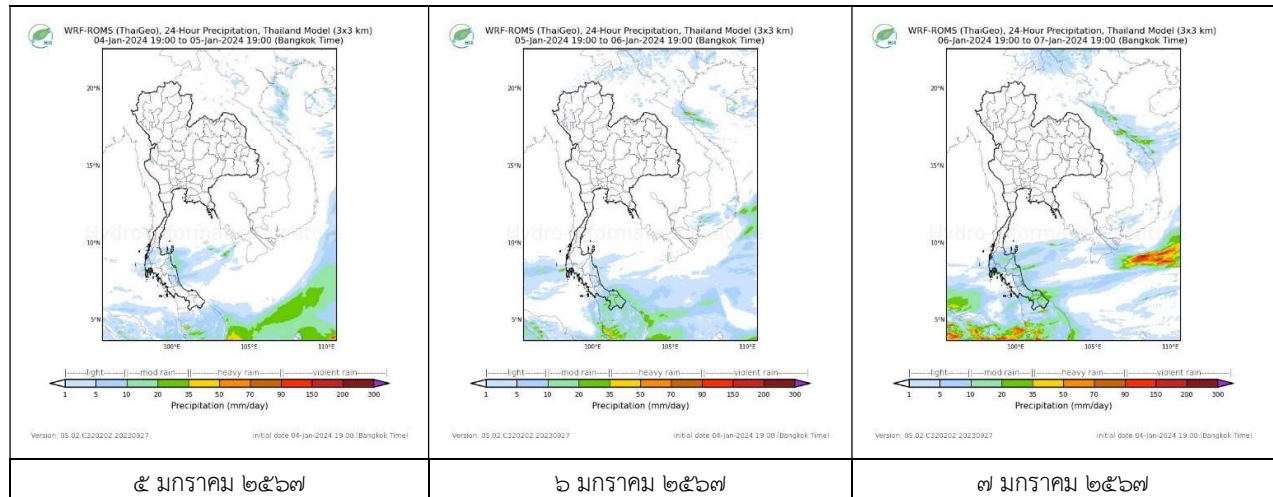 WRF-ROMS (ThaiGeo), 24-Hour Precipitation, Thailand Model (3x3 km)
04-Jan-2024 19:00 to 05-Jan-2024 19:00 (Bangkok Time)
20°N
15°N
10°N
5°N
100°E 105°E 110°E
|--------light--------||----mod rain----||--------heavy rain--------||--------violent rain--------|
1 5 10 20 35 50 70 90 150 200 300
Precipitation (mm/day)
Version: 05.02.C320202.20230927 initial date 04-Jan-2024 19:00 (Bangkok Time)
๕ มกราคม ๒๕๖๗
WRF-ROMS (ThaiGeo), 24-Hour Precipitation, Thailand Model (3x3 km)
05-Jan-2024 19:00 to 06-Jan-2024 19:00 (Bangkok Time)
20°N
15°N
10°N
5°N
100°E 105°E 110°E
|--------light--------||----mod rain----||--------heavy rain--------||--------violent rain--------|
1 5 10 20 35 50 70 90 150 200 300
Precipitation (mm/day)
Version: 05.02.C320202.20230927 initial date 04-Jan-2024 19:00 (Bangkok Time)
๖ มกราคม ๒๕๖๗
WRF-ROMS (ThaiGeo), 24-Hour Precipitation, Thailand Model (3x3 km)
06-Jan-2024 19:00 to 07-Jan-2024 19:00 (Bangkok Time)
20°N
15°N
10°N
5°N
100°E 105°E 110°E
|--------light--------||----mod rain----||--------heavy rain--------||--------violent rain--------|
1 5 10 20 35 50 70 90 150 200 300
Precipitation (mm/day)
Version: 05.02.C320202.20230927 initial date 04-Jan-2024 19:00 (Bangkok Time)
๗ มกราคม ๒๕๖๗